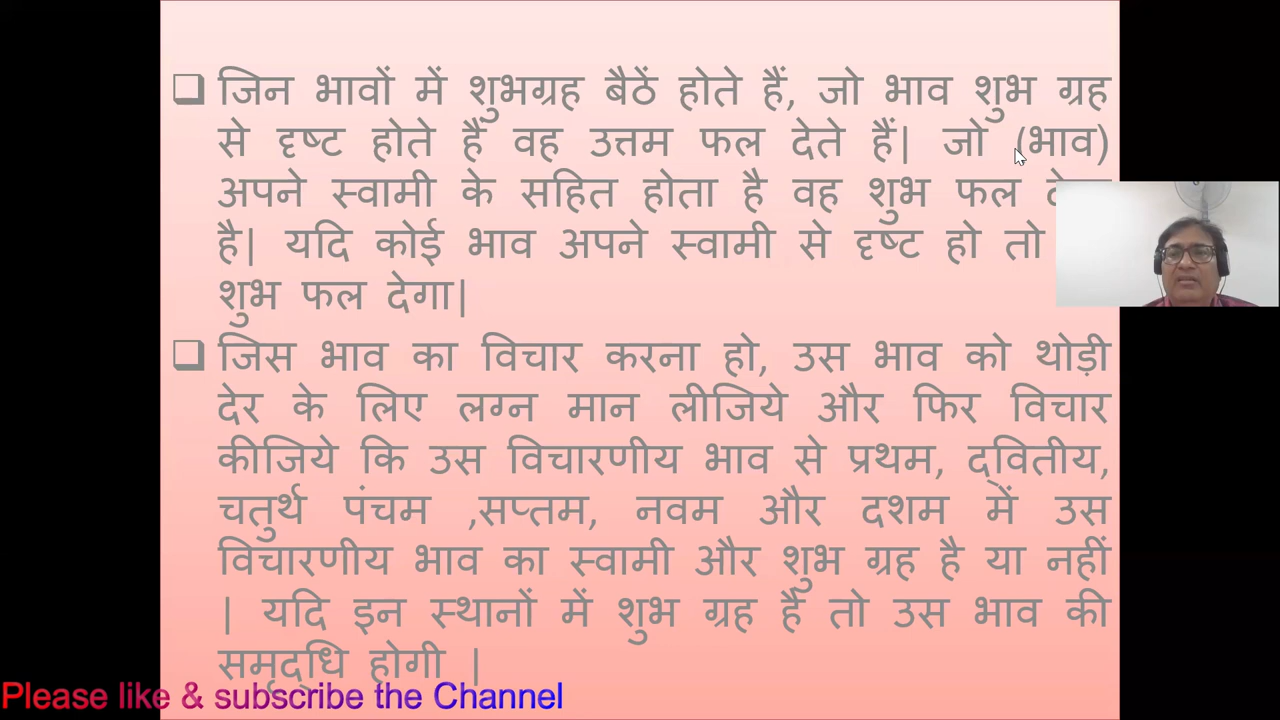 जिन भावों में शुभग्रह बैठें होते हैं, जो भाव शुभ ग्रह
से दृष्ट होते हैं वह उत्तम फल देते हैं| जो (भाव)
अपने स्वामी के सहित होता है वह शुभ फल
है| यदि कोई भाव अपने स्वामी से दृष्ट हो तो
शुभ फल देगा|
जिस भाव का विचार करना हो, उस भाव को थोड़ी
देर के लिए लग्न मान लीजिये और फिर विचार
कीजिये कि उस विचारणीय भाव से प्रथम, द्वितीय,
चतुर्थ पंचम ,सप्तम, नवम और दशम में उस
विचारणीय भाव का स्वामी और शुभ ग्रह है या नहीं
| यदि इन स्थानों में शुभ ग्रह है तो उस भाव की
समृद्धि होगी |
Please like & subscribe the Channel